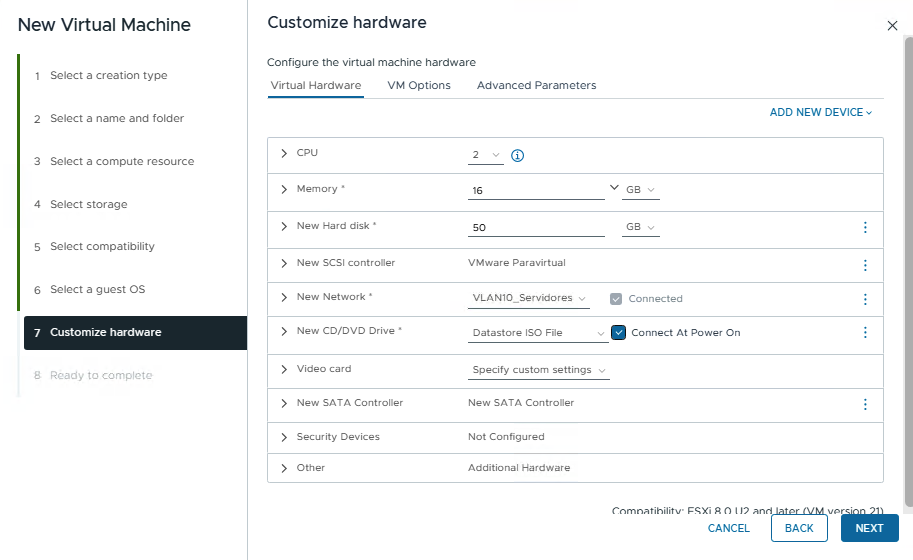 New Virtual Machine
1 Select a creation type
2 Select a name and folder
3 Select a compute resource
4 Select storage
5 Select compatibility
6 Select a guest OS
7 Customize hardware
8 Ready to complete
Customize hardware
Configure the virtual machine hardware
Virtual Hardware VM Options Advanced Parameters
ADD NEW DEVICE
CPU 2
Memory * 16 GB
New Hard disk * 50 GB
New SCSI controller VMware Paravirtual
New Network * VLAN10_Servidores Connected
New CD/DVD Drive * Datastore ISO File Connect At Power On
Video card Specify custom settings
New SATA Controller New SATA Controller
Security Devices Not Configured
Other Additional Hardware
Compatibility: ESXi 8.0 U2 and later (VM version 21)
CANCEL BACK NEXT